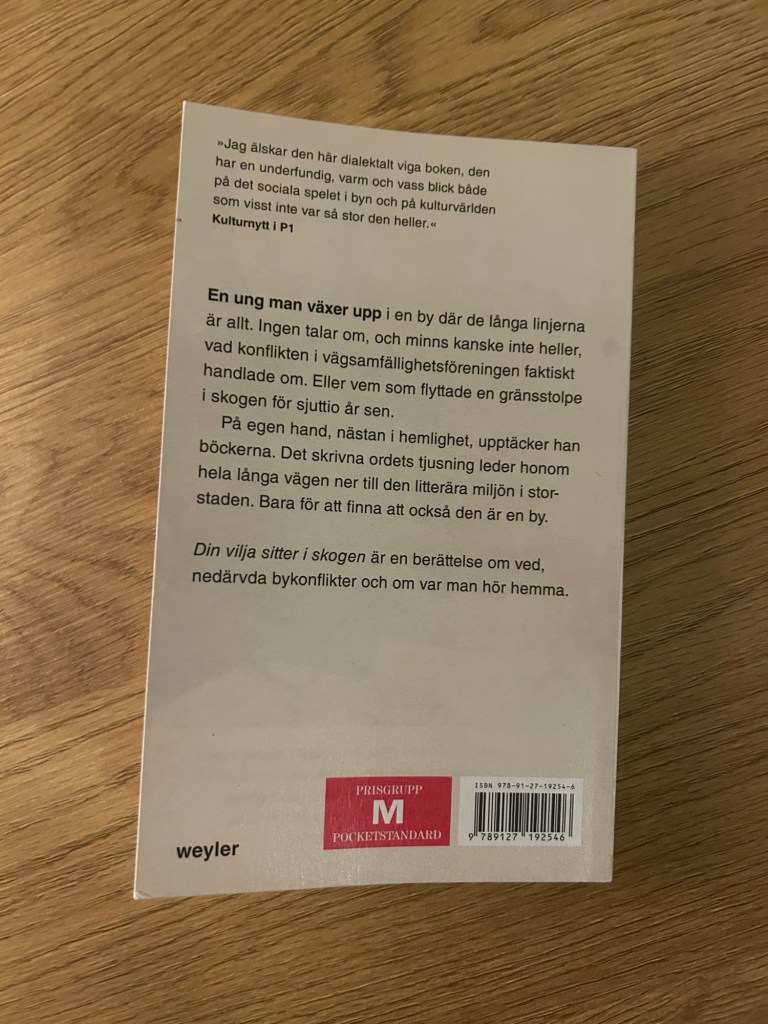 »Jag älskar den här dialektalt viga boken, den
har en underfundig, varm och vass blick både
på det sociala spelet i byn och på kulturvärlden
som visst inte var så stor den heller.«
Kulturnytt i P1
En ung man växer upp i en by där de långa linjerna
är allt. Ingen talar om, och minns kanske inte heller,
vad konflikten i vägsamfällighetsföreningen faktiskt
handlade om. Eller vem som flyttade en gränsstolpe
i skogen för sjuttio år sen.
På egen hand, nästan i hemlighet, upptäcker han
böckerna. Det skrivna ordets tjusning leder honom
hela långa vägen ner till den litterära miljön i stor-
staden. Bara för att finna att också den är en by.
Din vilja sitter i skogen är en berättelse om ved,
nedärvda bykonflikter och om var man hör hemma.
PRISGRUPP
M
POCKETSTANDARD
ISBN 978-91-27-19254-6
9 789127 192546
weyler